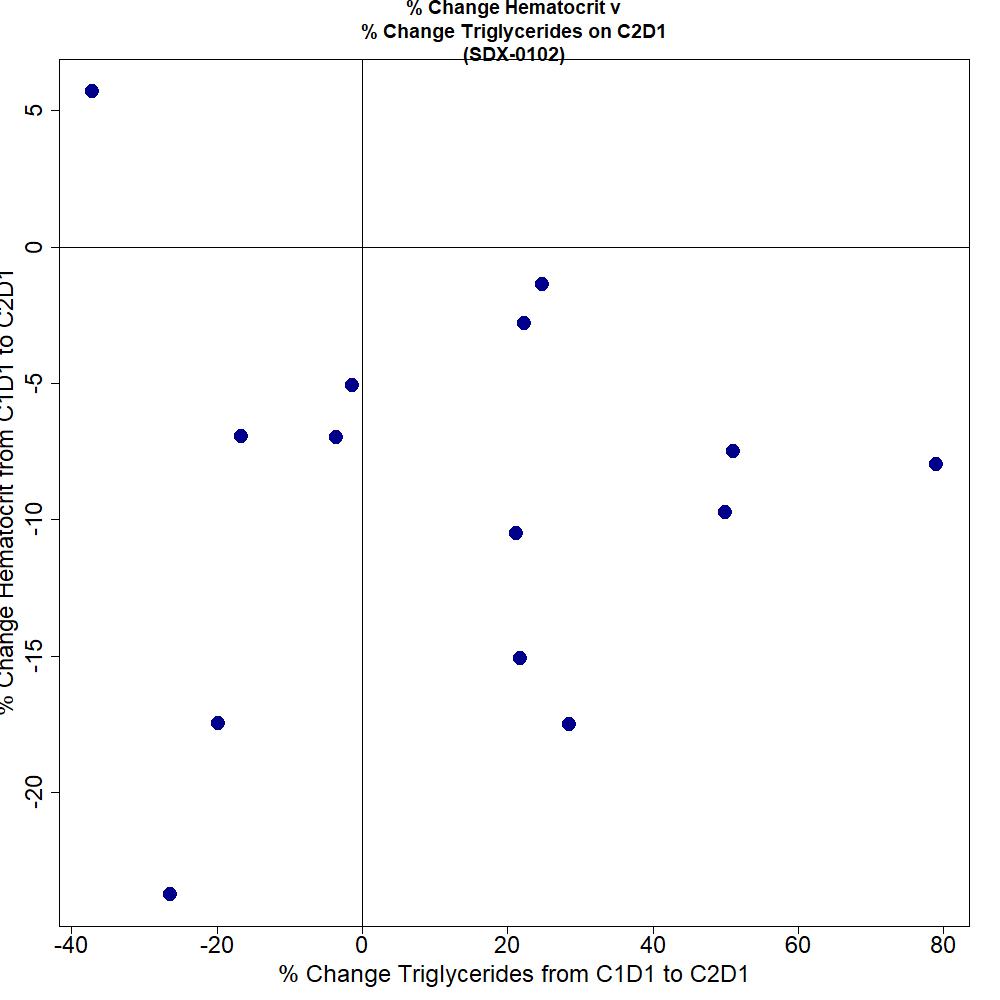 % Change Hematocrit v
% Change Triglycerides on C2D1
(SDX-0102)
% Change Hematocrit from C1D1 to C2D1
5
0
-5
-10
-15
-20
-40
-20
0
20
40
60
80
% Change Triglycerides from C1D1 to C2D1